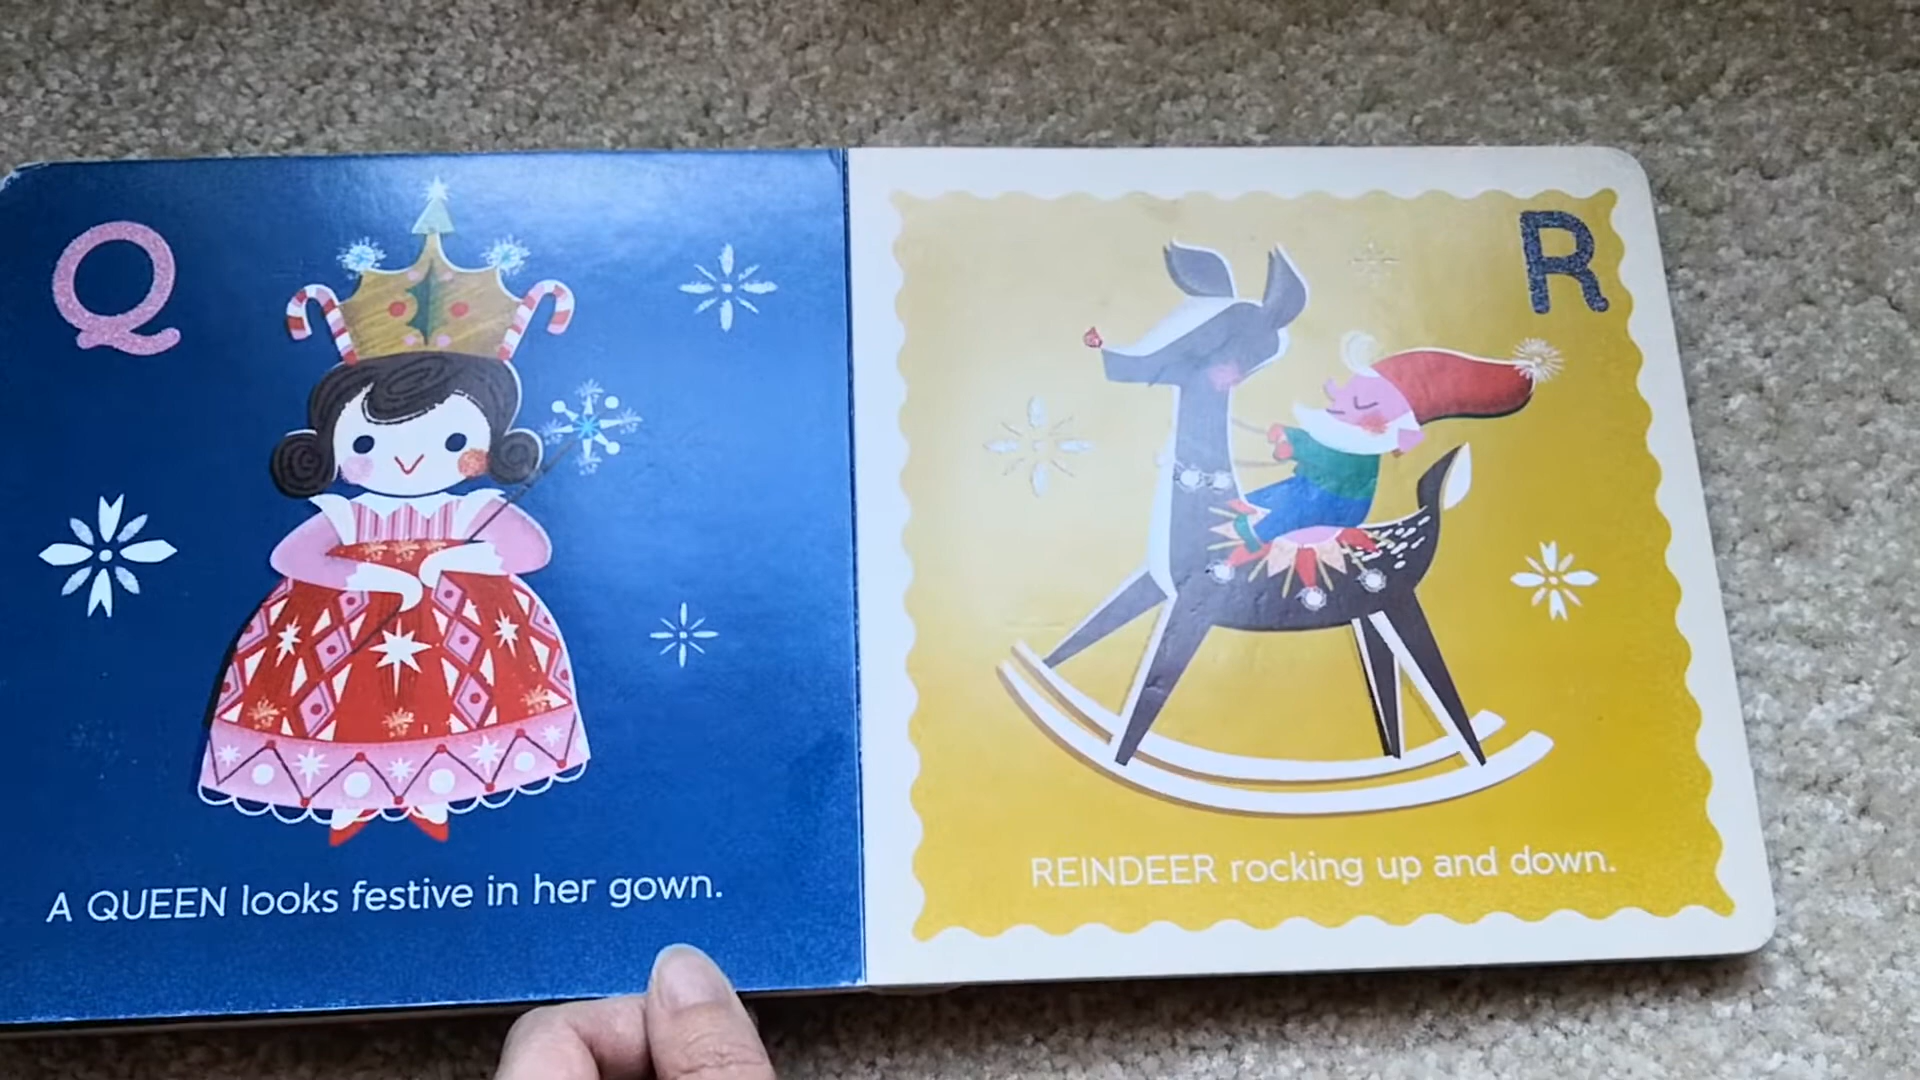 Q
A QUEEN looks festive in her gown.
R
REINDEER rocking up and down.